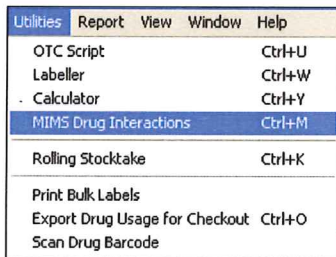 Utilities Report View Window Help
OTC Script Ctrl+U
Labeller Ctrl+W
Calculator Ctrl+Y
MIMS Drug Interactions Ctrl+M
Rolling Stocktake Ctrl+K
Print Bulk Labels
Export Drug Usage for Checkout Ctrl+O
Scan Drug Barcode